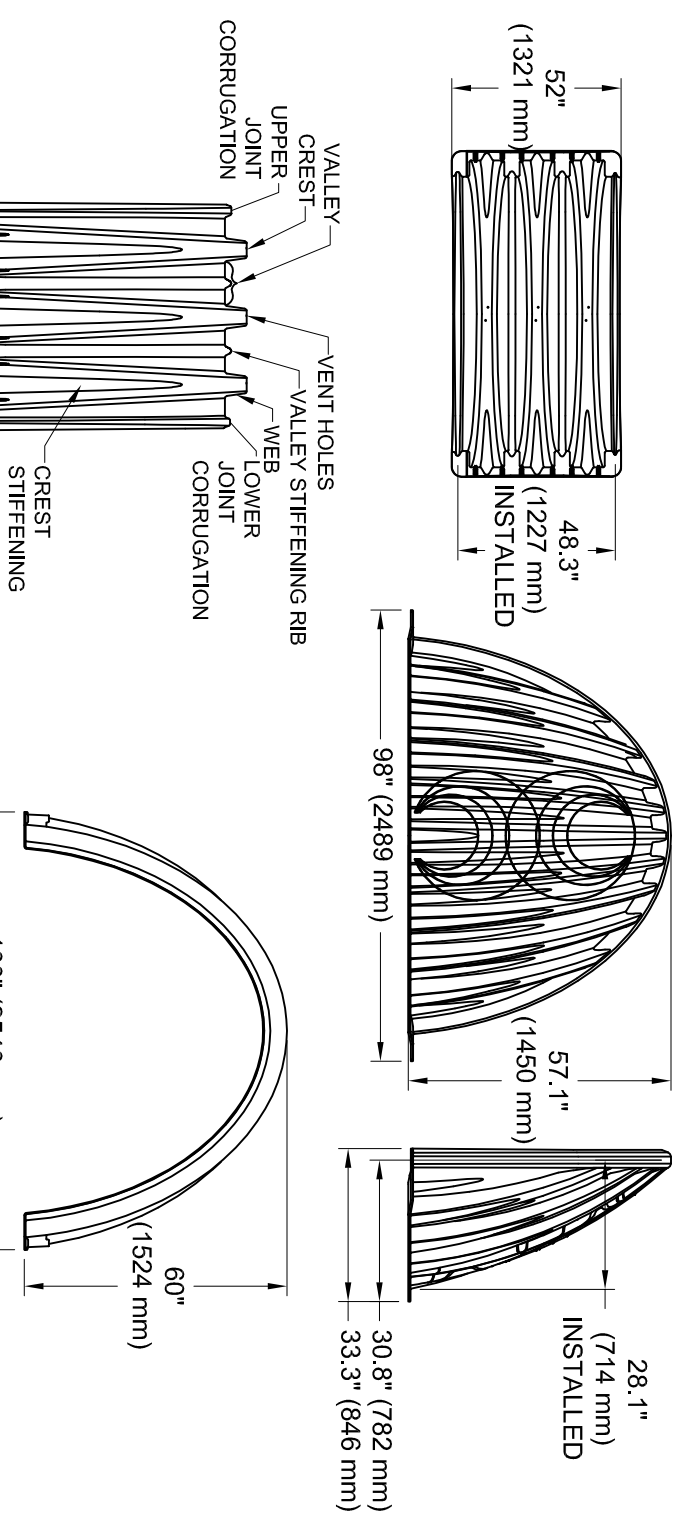 52"
(1321 mm)
48.3"
(1227 mm)
INSTALLED
98" (2489 mm)
57.1"
(1450 mm)
28.1"
(714 mm)
INSTALLED
30.8" (782 mm)
33.3" (846 mm)
VALLEY
CREST
UPPER
JOINT
CORRUGATION
VENT HOLES
VALLEY STIFFENING RIB
WEB
LOWER
JOINT
CORRUGATION
CREST
STIFFENING
60"
(1524 mm)